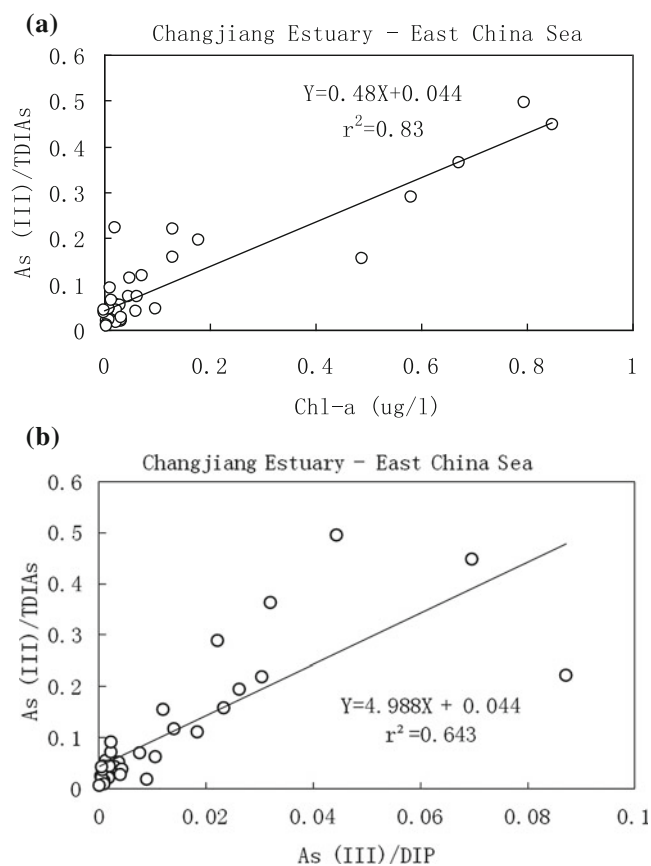 (a)
Changjiang Estuary - East China Sea
0.6
0.5
0.4
0.3
0.2
0.1
0
Y=0.48X+0.044
r²=0.83
As (III)/TDIAs
0 0.2 0.4 0.6 0.8 1
Chl-a (ug/l)
(b)
Changjiang Estuary - East China Sea
0.6
0.5
0.4
0.3
0.2
0.1
0
As (III)/TDIAs
Y=4.988X + 0.044
r²=0.643
0 0.02 0.04 0.06 0.08 0.1
As (III)/DIP